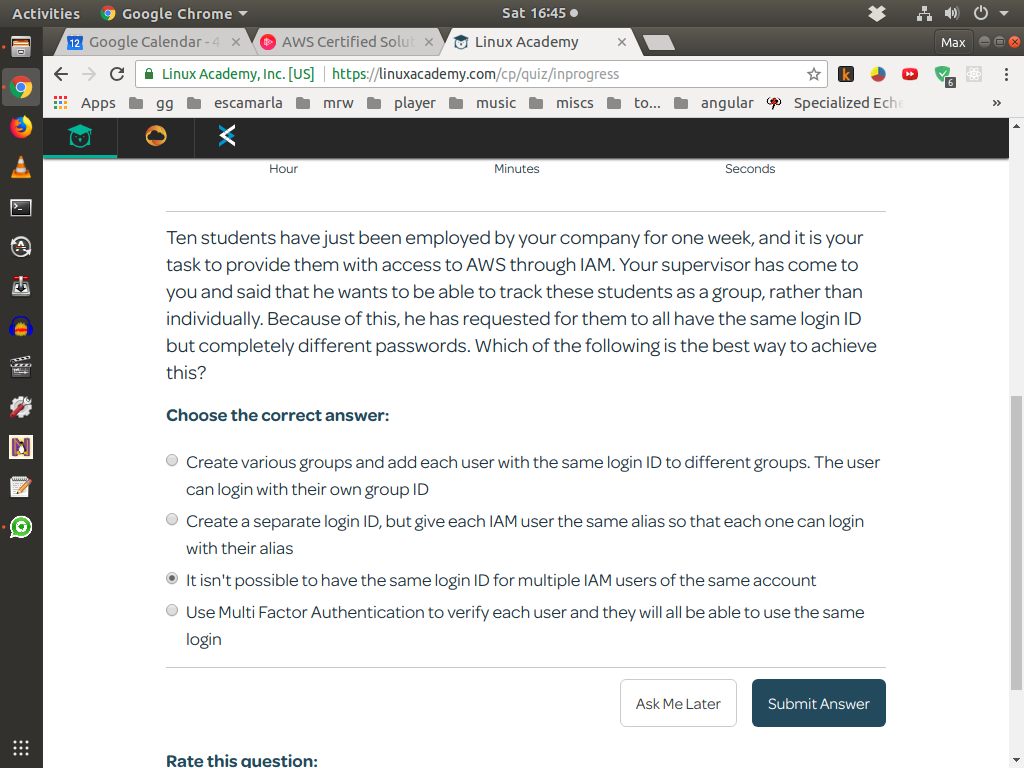 Activities Google Chrome Sat 16:45
Google Calendar - 4 AWS Certified Solut Linux Academy Max
Linux Academy, Inc. [US] https://linuxacademy.com/cp/quiz/inprogress 6
Apps gg escamarla mrw player music miscs to... angular Specialized Eche »
Hour Minutes Seconds
Ten students have just been employed by your company for one week, and it is your
task to provide them with access to AWS through IAM. Your supervisor has come to
you and said that he wants to be able to track these students as a group, rather than
individually. Because of this, he has requested for them to all have the same login ID
but completely different passwords. Which of the following is the best way to achieve
this?
Choose the correct answer:
Create various groups and add each user with the same login ID to different groups. The user
can login with their own group ID
Create a separate login ID, but give each IAM user the same alias so that each one can login
with their alias
It isn't possible to have the same login ID for multiple IAM users of the same account
Use Multi Factor Authentication to verify each user and they will all be able to use the same
login
Ask Me Later Submit Answer
Rate this question: